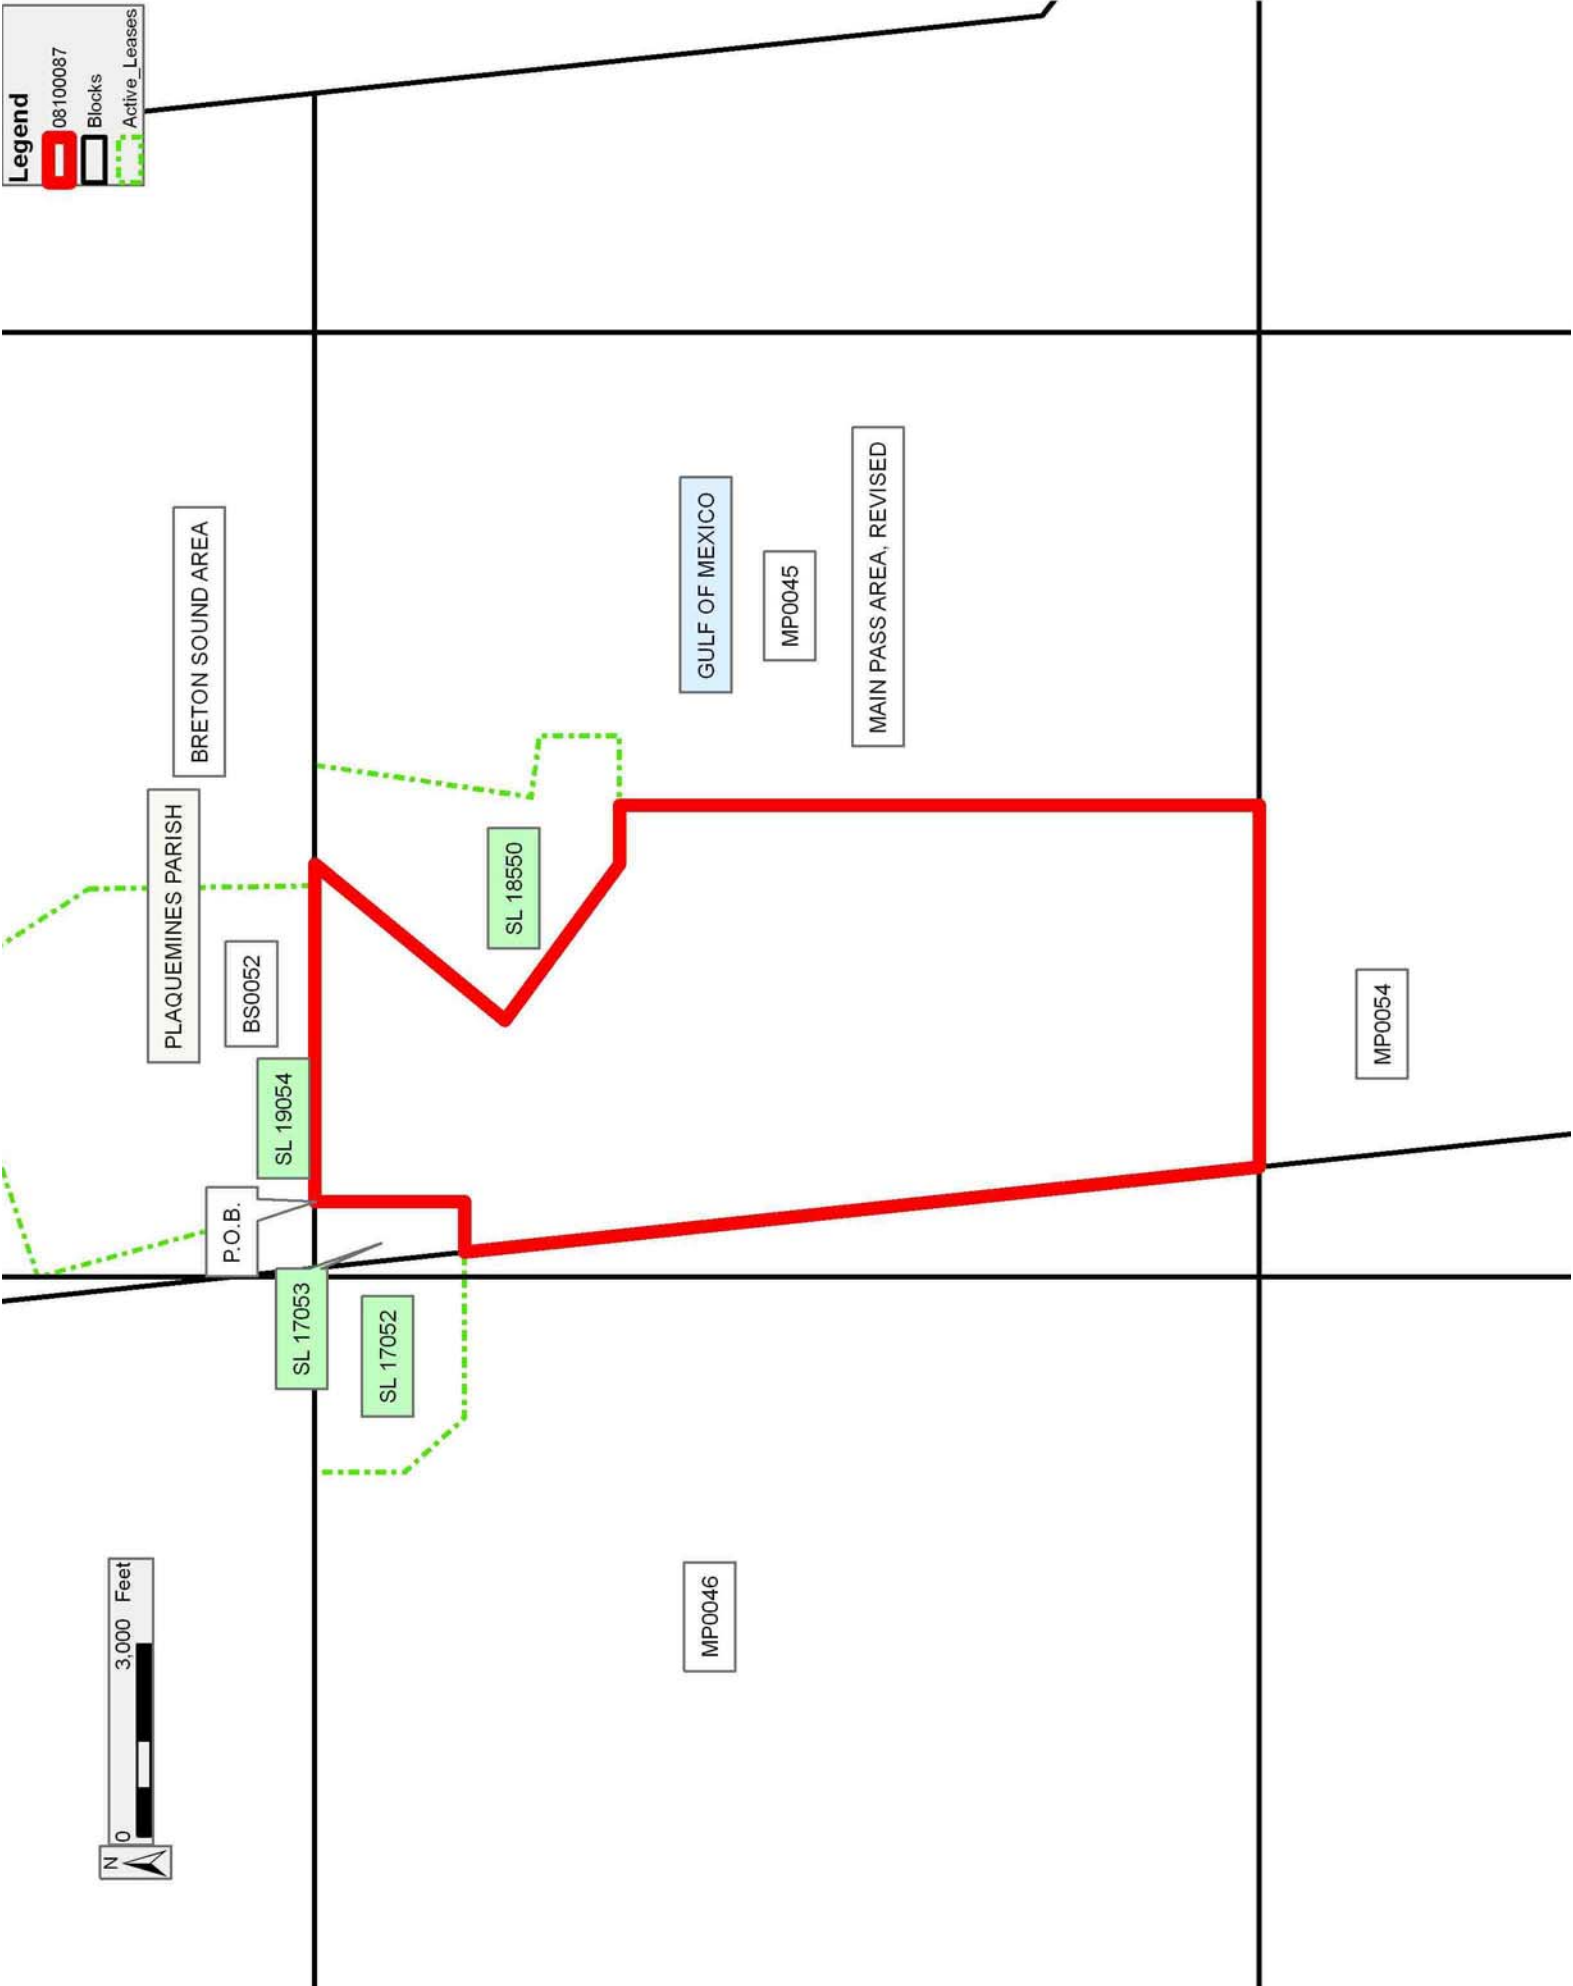 Legend
08100087
Blocks
Active_Leases
N
0 3,000 Feet
PLAQUEMINES PARISH
BRETON SOUND AREA
P.O.B.
BS0052
SL 19054
SL 17053
SL 17052
SL 18550
MP0046
GULF OF MEXICO
MP0045
MAIN PASS AREA, REVISED
MP0054